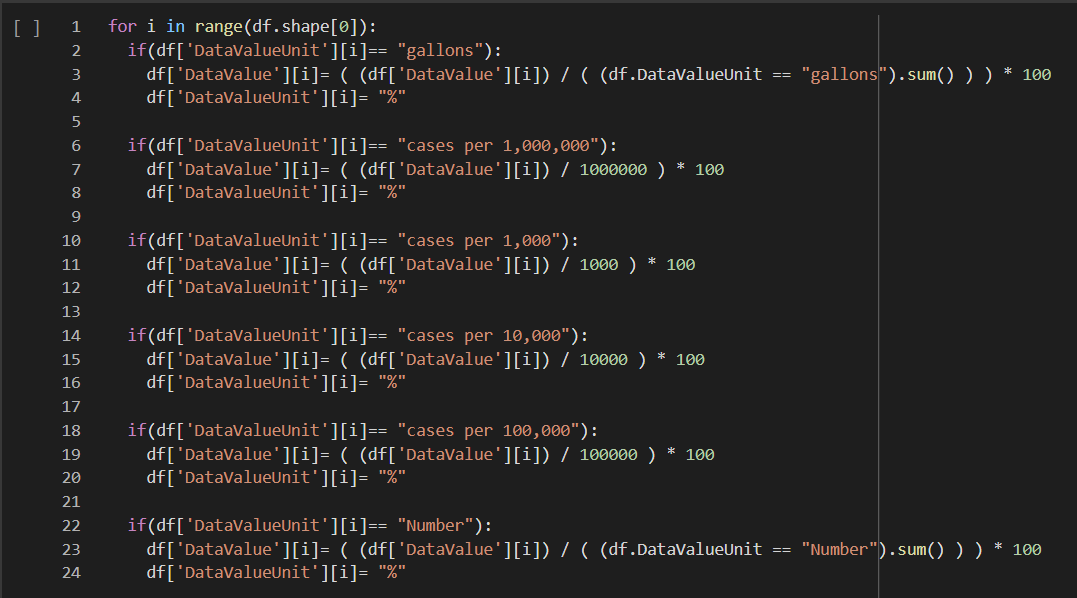 [ ] 1 for i in range(df.shape[0]):
2 if(df['DataValueUnit'][i]== "gallons"):
3 df['DataValue'][i]= ( (df['DataValue'][i]) / ( (df.DataValueUnit == "gallons").sum() ) ) * 100
4 df['DataValueUnit'][i]= "%"
5
6 if(df['DataValueUnit'][i]== "cases per 1,000,000"):
7 df['DataValue'][i]= ( (df['DataValue'][i]) / 1000000 ) * 100
8 df['DataValueUnit'][i]= "%"
9
10 if(df['DataValueUnit'][i]== "cases per 1,000"):
11 df['DataValue'][i]= ( (df['DataValue'][i]) / 1000 ) * 100
12 df['DataValueUnit'][i]= "%"
13
14 if(df['DataValueUnit'][i]== "cases per 10,000"):
15 df['DataValue'][i]= ( (df['DataValue'][i]) / 10000 ) * 100
16 df['DataValueUnit'][i]= "%"
17
18 if(df['DataValueUnit'][i]== "cases per 100,000"):
19 df['DataValue'][i]= ( (df['DataValue'][i]) / 100000 ) * 100
20 df['DataValueUnit'][i]= "%"
21
22 if(df['DataValueUnit'][i]== "Number"):
23 df['DataValue'][i]= ( (df['DataValue'][i]) / ( (df.DataValueUnit == "Number").sum() ) ) * 100
24 df['DataValueUnit'][i]= "%"